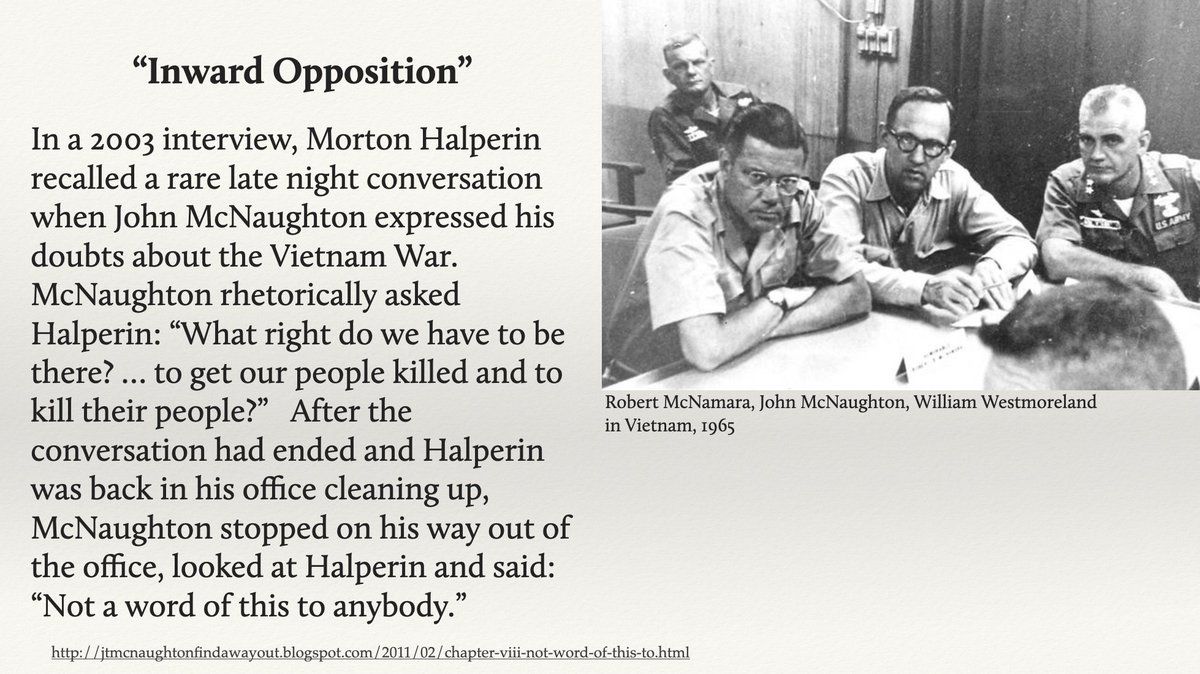 “Inward Opposition”
In a 2003 interview, Morton Halperin
recalled a rare late night conversation
when John McNaughton expressed his
doubts about the Vietnam War.
McNaughton rhetorically asked
Halperin: “What right do we have to be
there? ... to get our people killed and to
kill their people?”   After the
conversation had ended and Halperin
was back in his office cleaning up,
McNaughton stopped on his way out of
the office, looked at Halperin and said:
“Not a word of this to anybody.”
http://jtmcnaughtonfindawayout.blogspot.com/2011/02/chapter-viii-not-word-of-this-to.html
U.S. ARMY
Robert McNamara, John McNaughton, William Westmoreland
in Vietnam, 1965